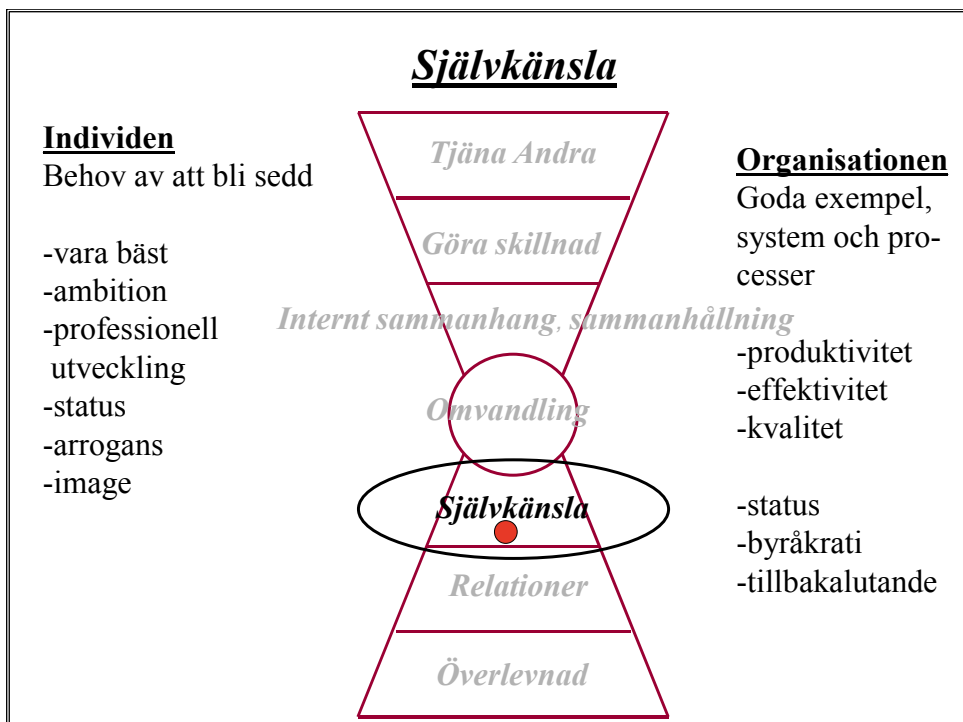 Självkänsla
Individen
Behov av att bli sedd
-vara bäst
-ambition
-professionell
utveckling
-status
-arrogans
-image
Tjäna Andra
Göra skillnad
Internt sammanhang, sammanhållning
Omvandling
Självkänsla
Relationer
Överlevnad
Organisationen
Goda exempel,
system och pro-
cesser
-produktivitet
-effektivitet
-kvalitet
-status
-byråkrati
-tillbakalutande